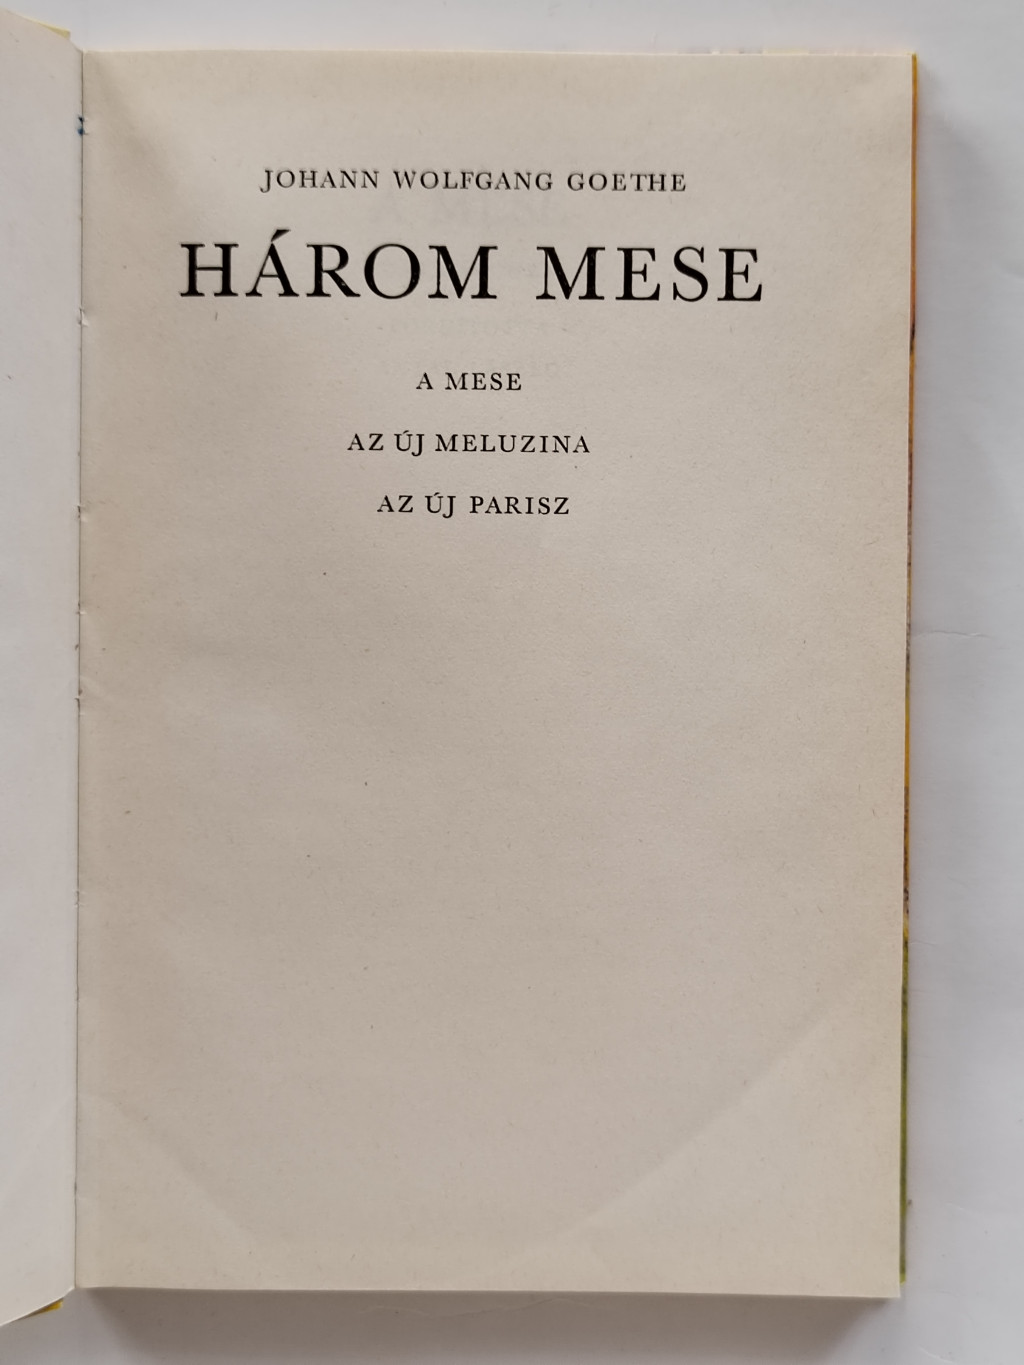 JOHANN WOLFGANG GOETHE
HÁROM MESE
A MESE
AZ ÚJ MELUZINA
AZ ÚJ PARISZ